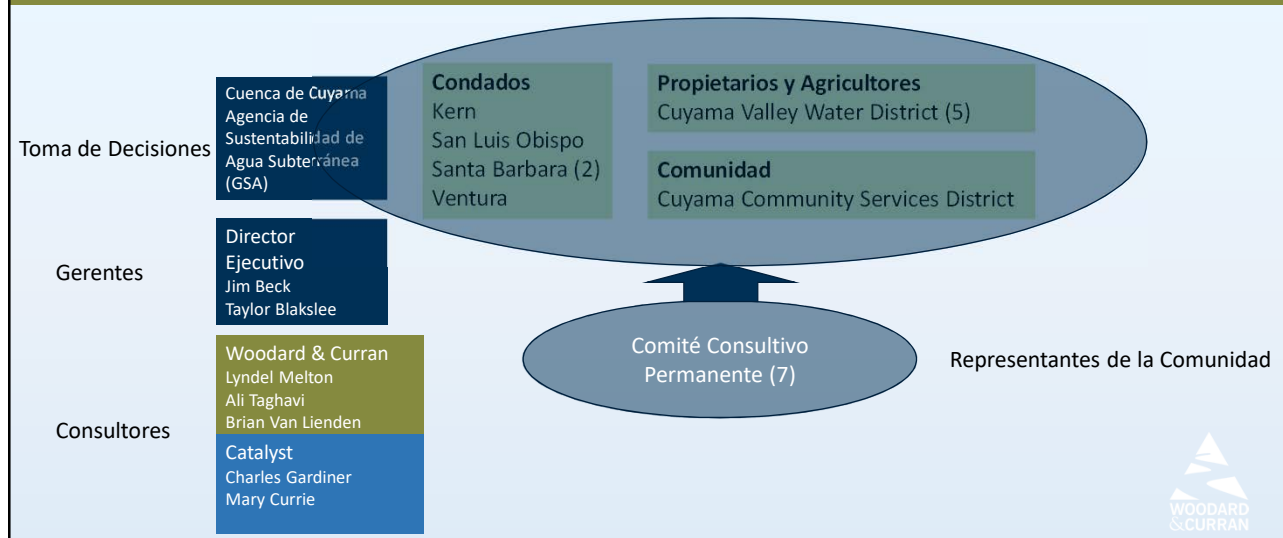 Toma de Decisiones
Cuenca de Cuyama
Agencia de
Sustentabilidad de
Agua Subterránea
(GSA)
Condados
Kern
San Luis Obispo
Santa Barbara (2)
Ventura
Propietarios y Agricultores
Cuyama Valley Water District (5)
Comunidad
Cuyama Community Services District
Gerentes
Director
Ejecutivo
Jim Beck
Taylor Blakslee
Comité Consultivo
Permanente (7)
Representantes de la Comunidad
Consultores
Woodard & Curran
Lyndel Melton
Ali Taghavi
Brian Van Lienden
Catalyst
Charles Gardiner
Mary Currie
WOODARD
&CURRAN